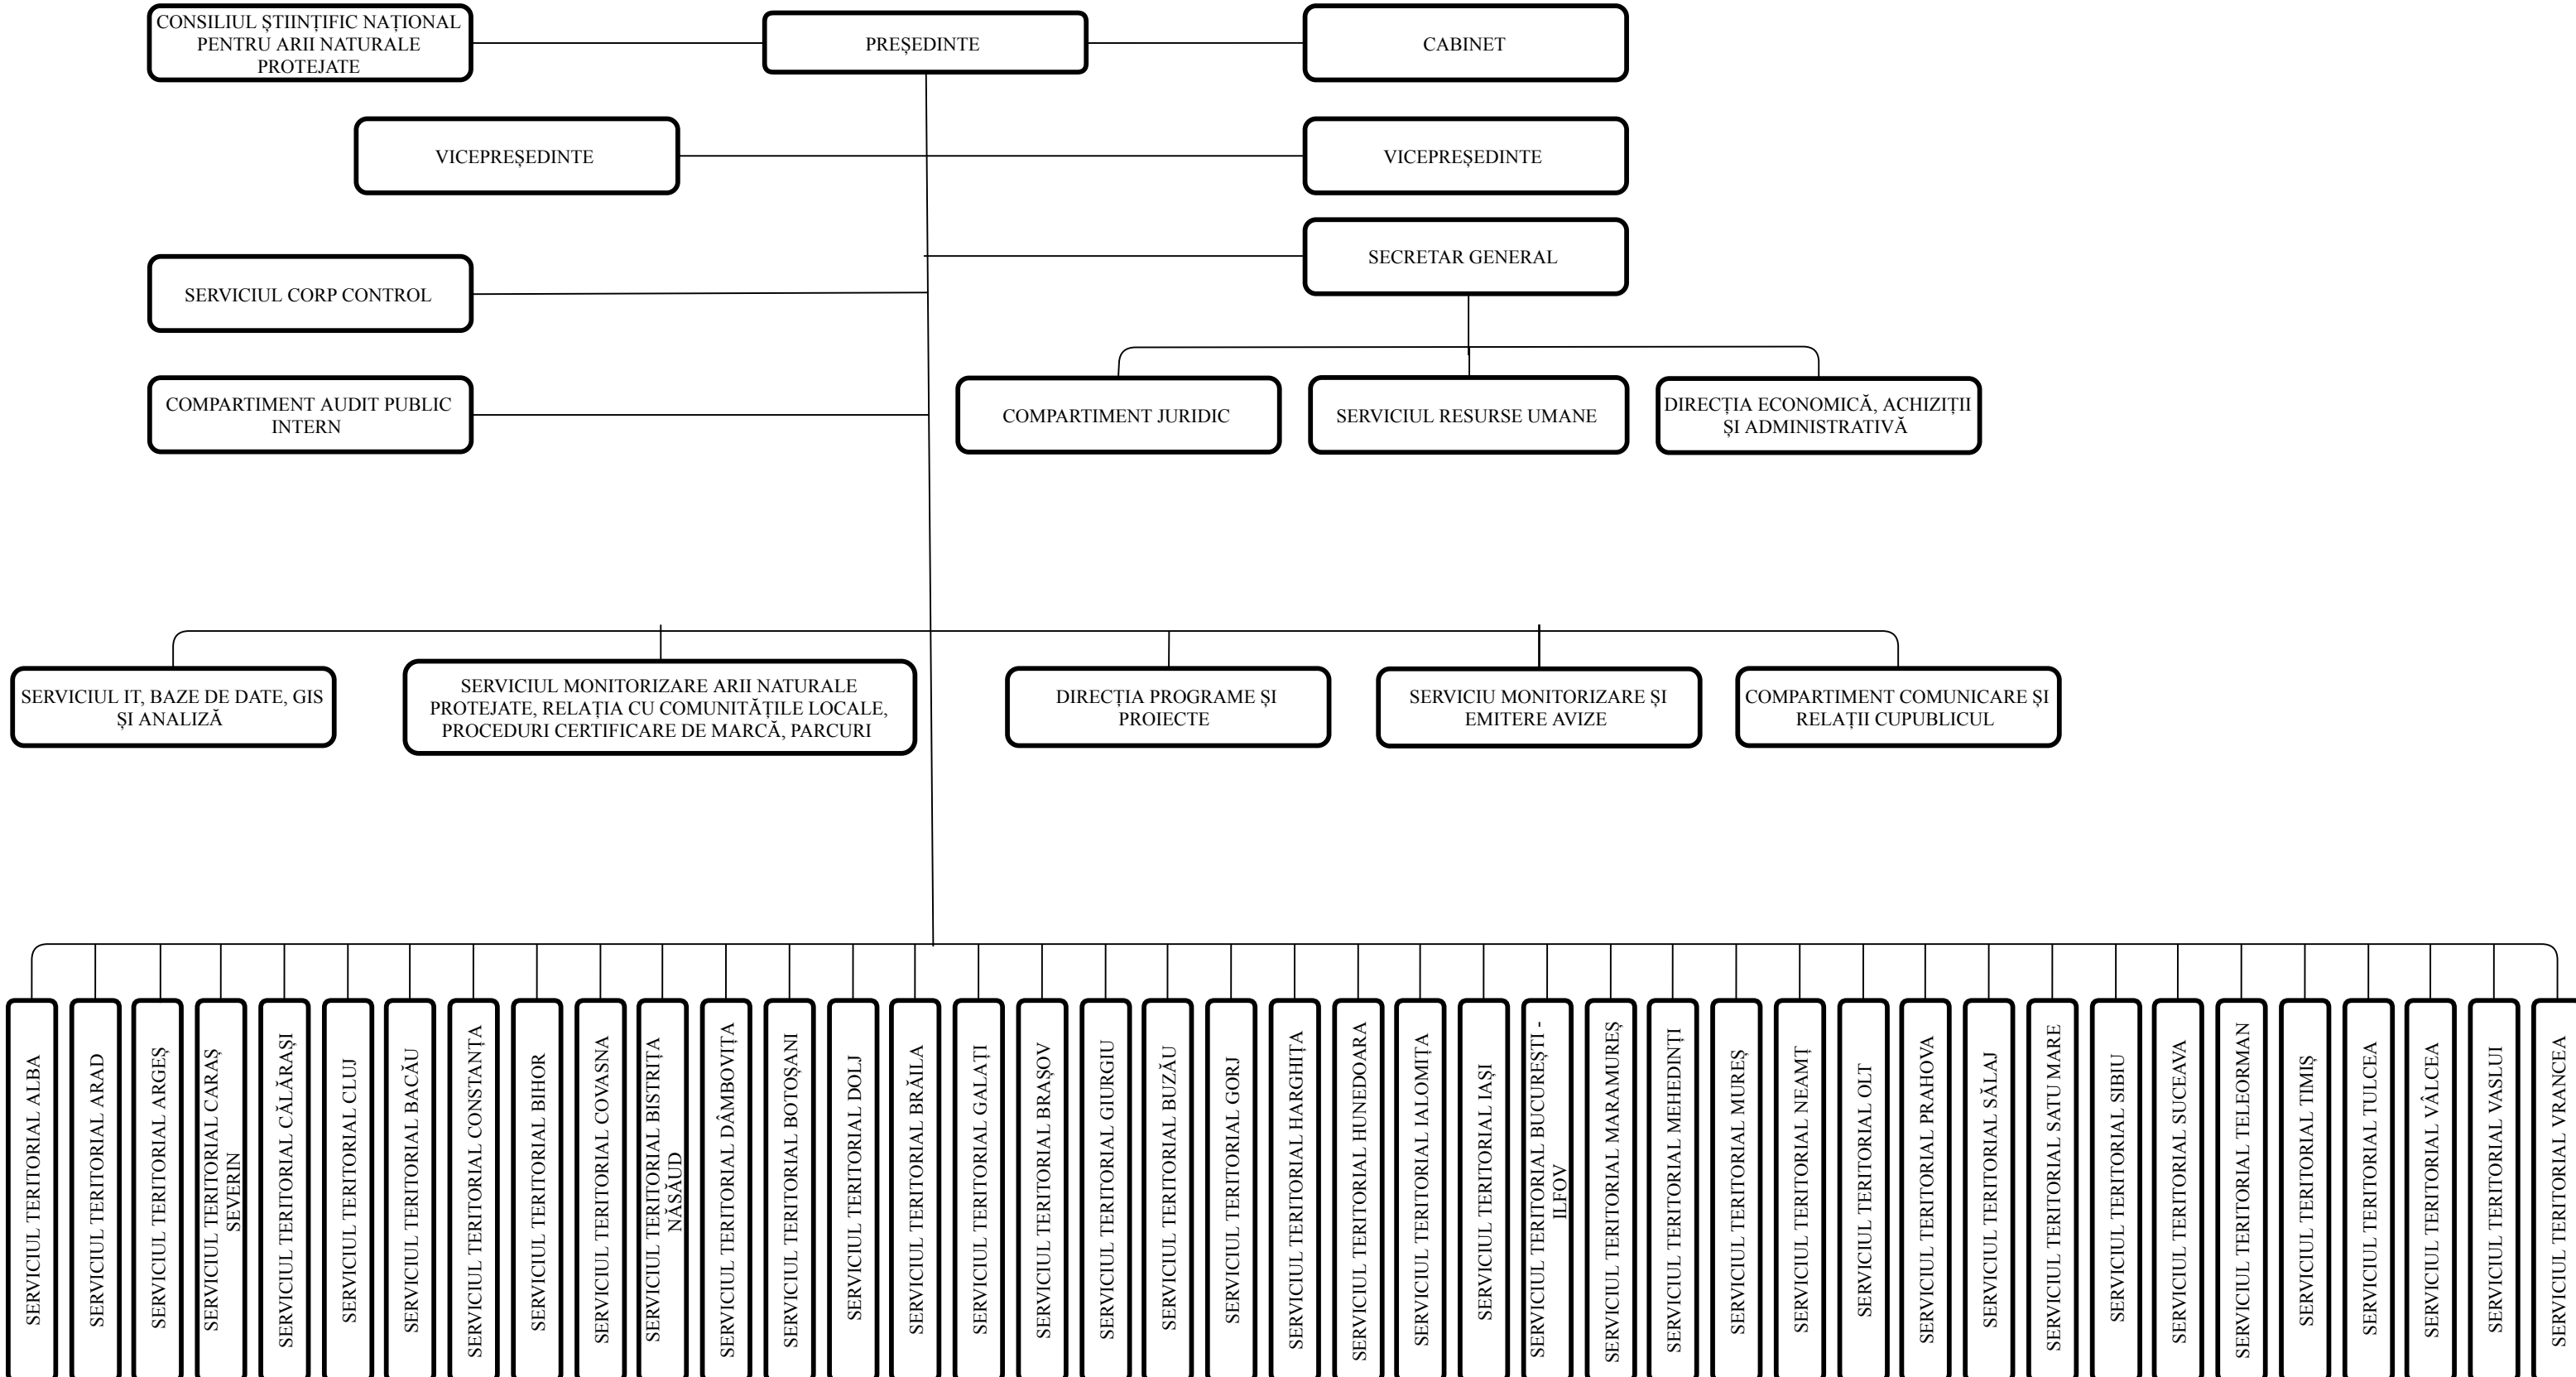 CONSILIUL ȘTIINȚIFIC NAȚIONAL
PENTRU ARII NATURALE
PROTEJATE
PREȘEDINTE
CABINET
VICEPREȘEDINTE
VICEPREȘEDINTE
SECRETAR GENERAL
SERVICIUL CORP CONTROL
COMPARTIMENT AUDIT PUBLIC
INTERN
COMPARTIMENT JURIDIC
SERVICIUL RESURSE UMANE
DIRECȚIA ECONOMICĂ, ACHIZIȚII
ȘI ADMINISTRATIVĂ
SERVICIUL IT, BAZE DE DATE, GIS
ȘI ANALIZĂ
SERVICIUL MONITORIZARE ARII NATURALE
PROTEJATE, RELAȚIA CU COMUNITĂȚILE LOCALE,
PROCEDURI CERTIFICARE DE MARCĂ, PARCURI
DIRECȚIA PROGRAME ȘI
PROIECTE
SERVICIU MONITORIZARE ȘI
EMITERE AVIZE
COMPARTIMENT COMUNICARE ȘI
RELAȚII CUPUBLICUL
SERVICIUL TERITORIAL ALBA
SERVICIUL TERITORIAL ARAD
SERVICIUL TERITORIAL ARGEȘ
SERVICIUL TERITORIAL CARAȘ
SEVERIN
SERVICIUL TERITORIAL CĂLĂRAȘI
SERVICIUL TERITORIAL CLUJ
SERVICIUL TERITORIAL BACĂU
SERVICIUL TERITORIAL CONSTANȚA
SERVICIUL TERITORIAL BIHOR
SERVICIUL TERITORIAL COVASNA
SERVICIUL TERITORIAL BISTRIȚA
NĂSĂUD
SERVICIUL TERITORIAL DÂMBOVIȚA
SERVICIUL TERITORIAL BOTOȘANI
SERVICIUL TERITORIAL DOLJ
SERVICIUL TERITORIAL BRĂILA
SERVICIUL TERITORIAL GALAȚI
SERVICIUL TERITORIAL BRAȘOV
SERVICIUL TERITORIAL GIURGIU
SERVICIUL TERITORIAL BUZĂU
SERVICIUL TERITORIAL GORJ
SERVICIUL TERITORIAL HARGHIȚA
SERVICIUL TERITORIAL HUNEDOARA
SERVICIUL TERITORIAL IALOMIȚA
SERVICIUL TERITORIAL IAȘI
SERVICIUL TERITORIAL BUCUREȘTI -
ILFOV
SERVICIUL TERITORIAL MARAMUREȘ
SERVICIUL TERITORIAL MEHEDINȚI
SERVICIUL TERITORIAL MUREȘ
SERVICIUL TERITORIAL NEAMȚ
SERVICIUL TERITORIAL OLT
SERVICIUL TERITORIAL PRAHOVA
SERVICIUL TERITORIAL SĂLAJ
SERVICIUL TERITORIAL SATU MARE
SERVICIUL TERITORIAL SIBIU
SERVICIUL TERITORIAL SUCEAVA
SERVICIUL TERITORIAL TELEORMAN
SERVICIUL TERITORIAL TIMIȘ
SERVICIUL TERITORIAL TULCEA
SERVICIUL TERITORIAL VÂLCEA
SERVICIUL TERITORIAL VASLUI
SERVICIUL TERITORIAL VRANCEA